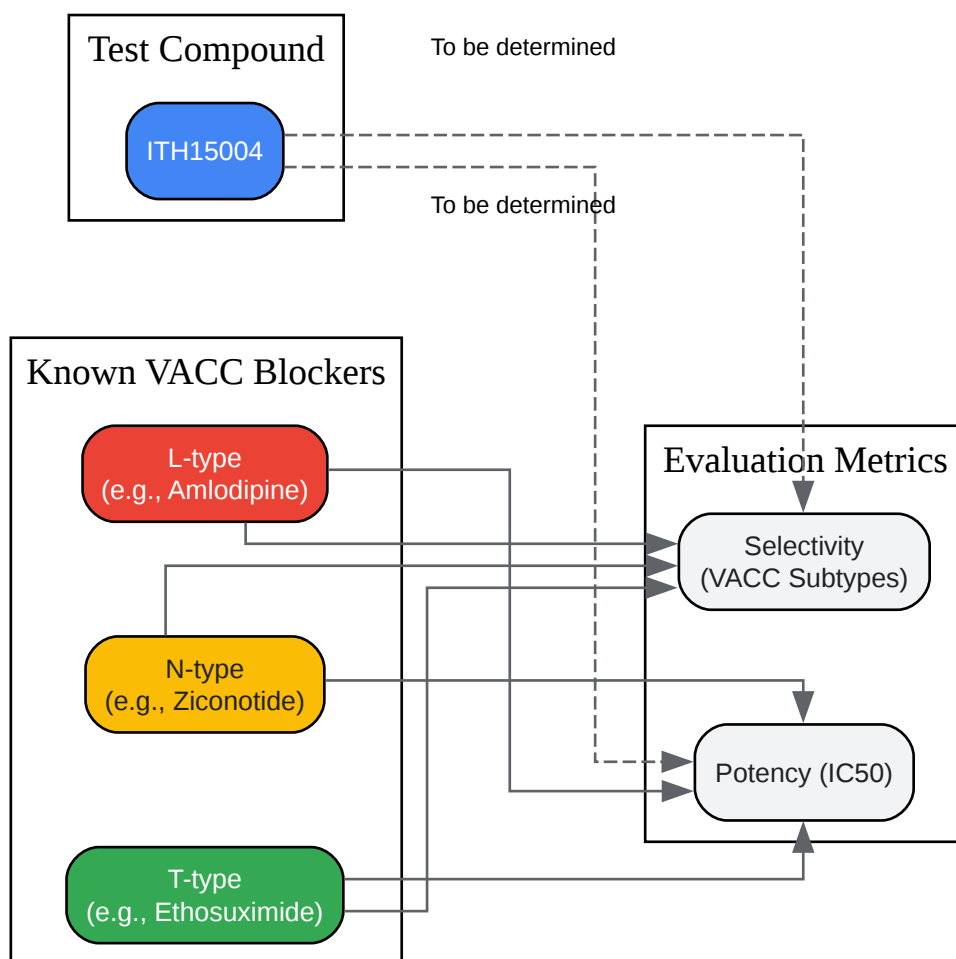 Test Compound
To be determined
ITH15004
To be determined
Known VACC Blockers
L-type
(e.g., Amlodipine)
Evaluation Metrics
Selectivity
(VACC Subtypes)
N-type
(e.g., Ziconotide)
Potency (IC50)
T-type
(e.g., Ethosuximide)